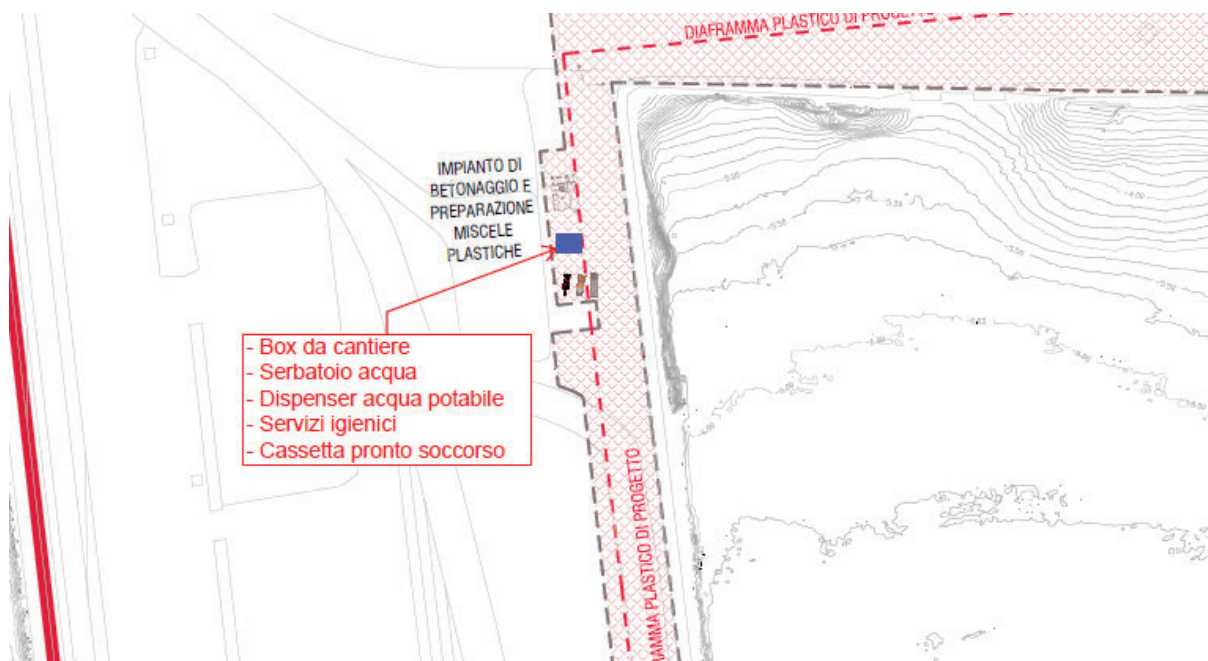 DIAFRAMMA PLASTICO DI PROGETTO
IMPIANTO DI
BETONAGGIO E
PREPARAZIONE
MISCELE
PLASTICHE
- Box da cantiere
- Serbatoio acqua
- Dispenser acqua potabile
- Servizi igienici
- Cassetta pronto soccorso
FRAMMA PLASTICO DI PROGETTO